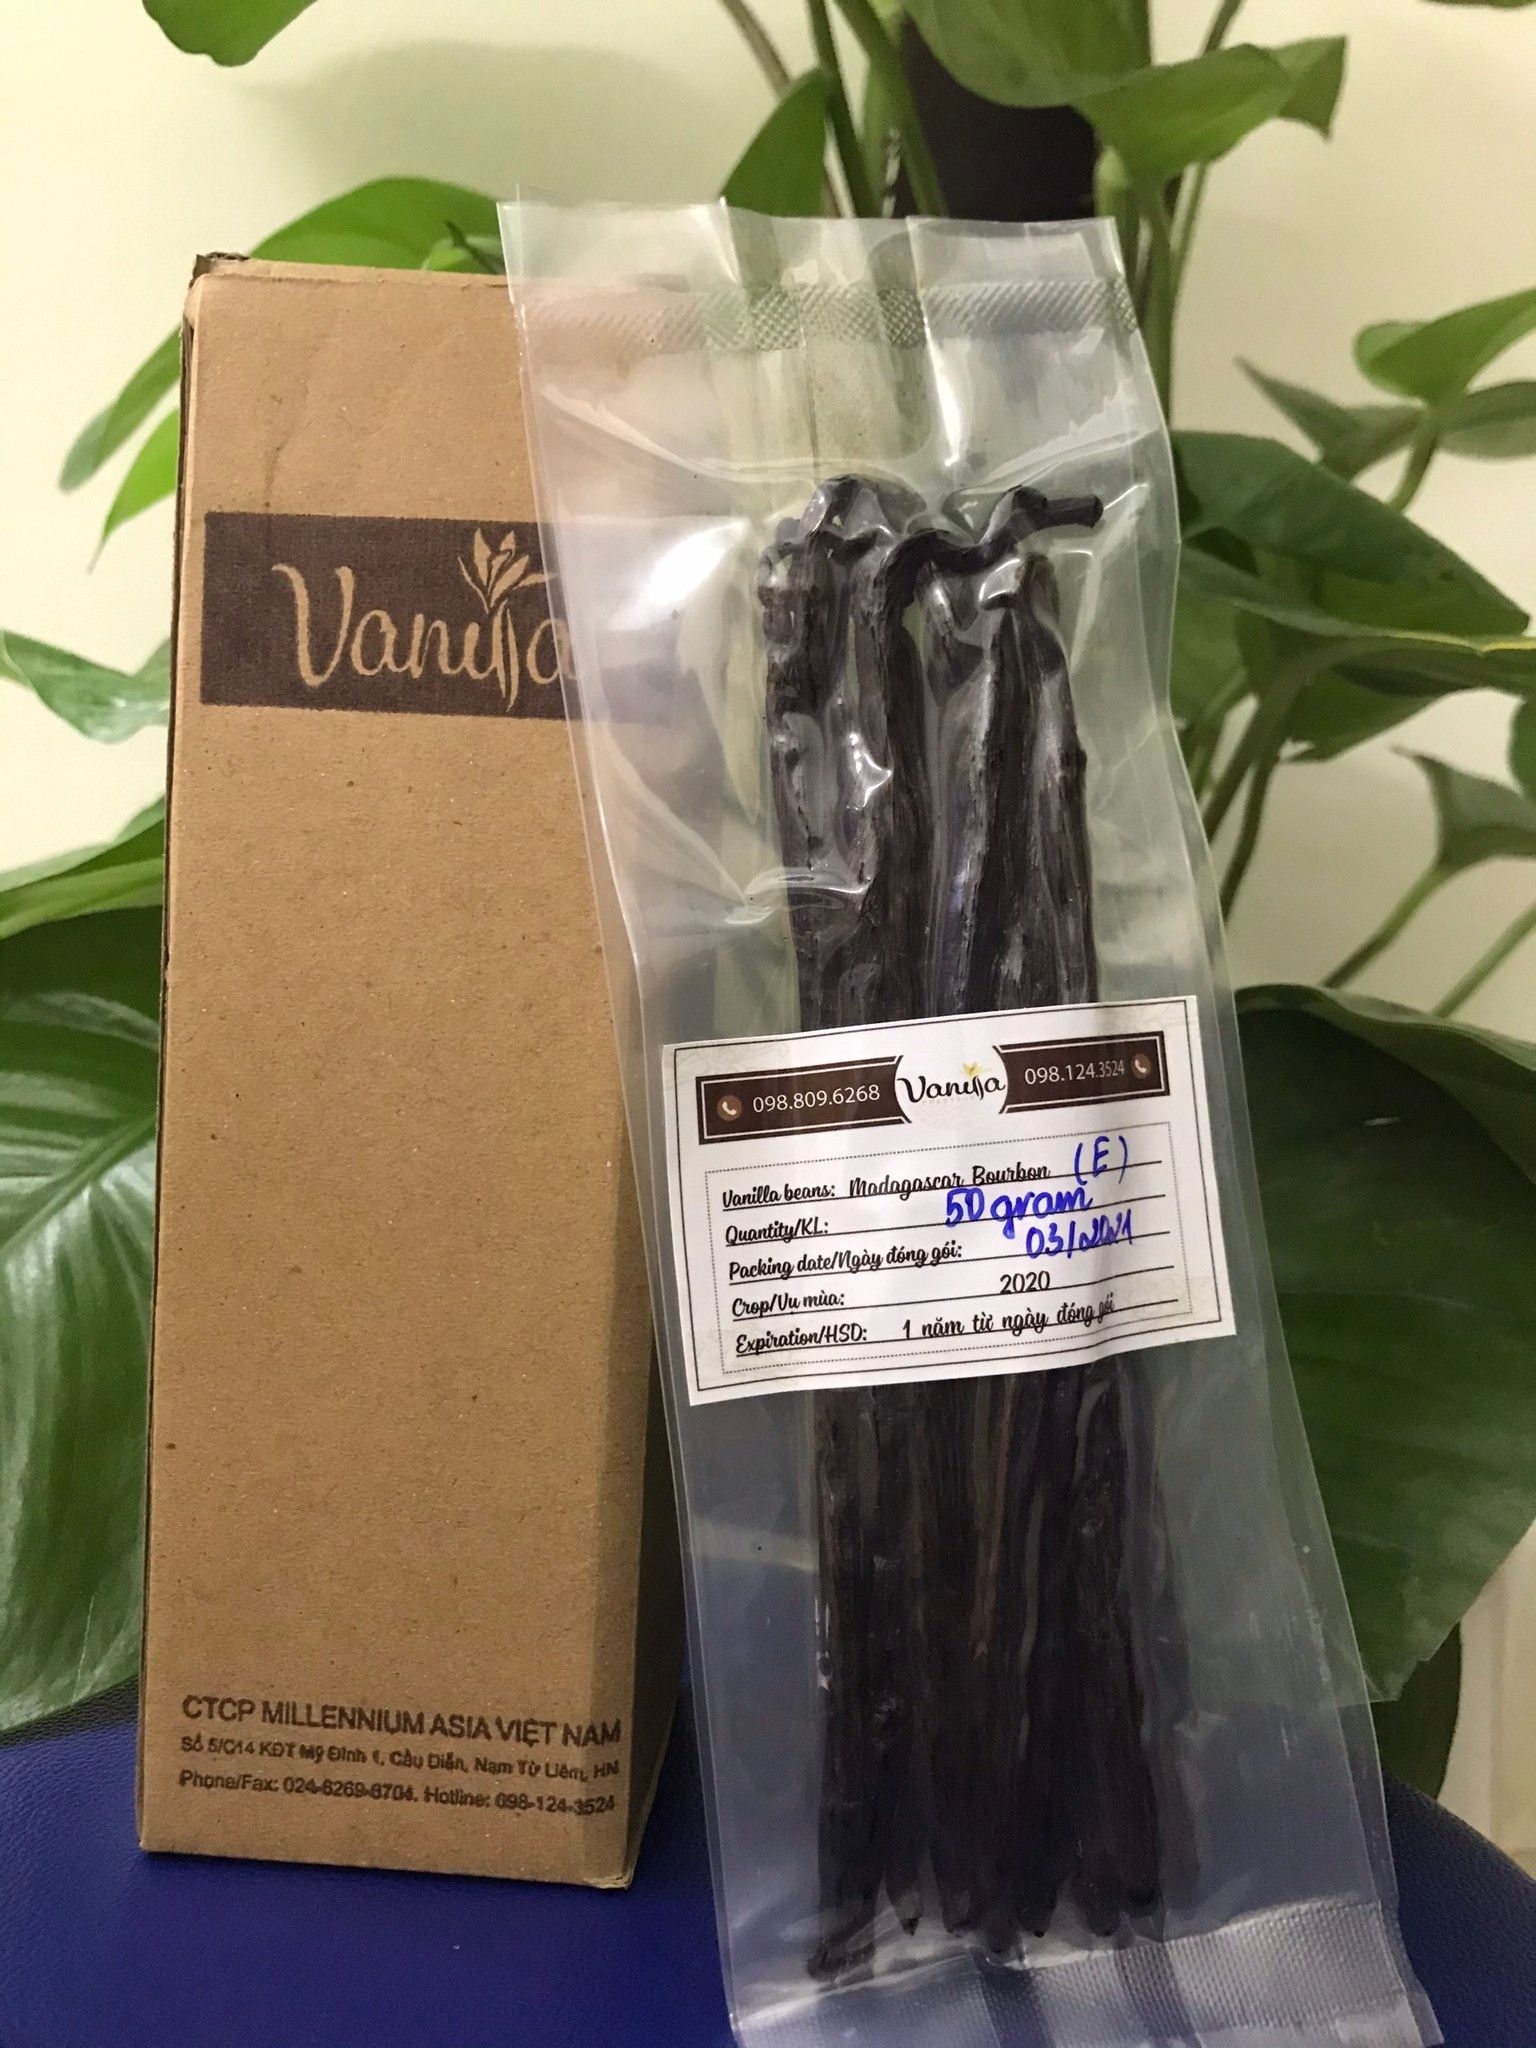 Vanilla
CTCP MILLENNIUM ASIA VIỆT NAM
Số 5/C14 KĐT Mỹ Đình 1, Cầu Diễn, Nam Từ Liêm, HN
Phone/Fax: 024-6269-8704. Hotline: 098-124-3524
098.809.6268 Vanilla 098.124.3524
Vanilla beans: Madagascar Bourbon (E)
Quantity/KL: 50 gram
Packing date/Ngày đóng gói: 03/2021
Crop/Vụ mùa: 2020
Expiration/HSD: 1 năm từ ngày đóng gói